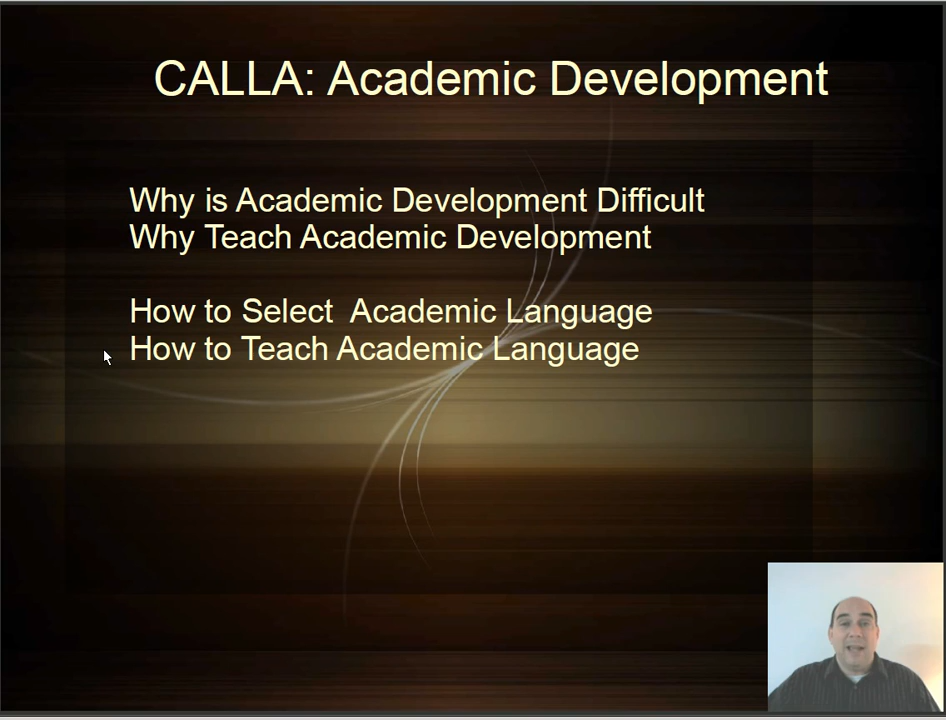 CALLA: Academic Development
Why is Academic Development Difficult
Why Teach Academic Development
How to Select  Academic Language
How to Teach Academic Language